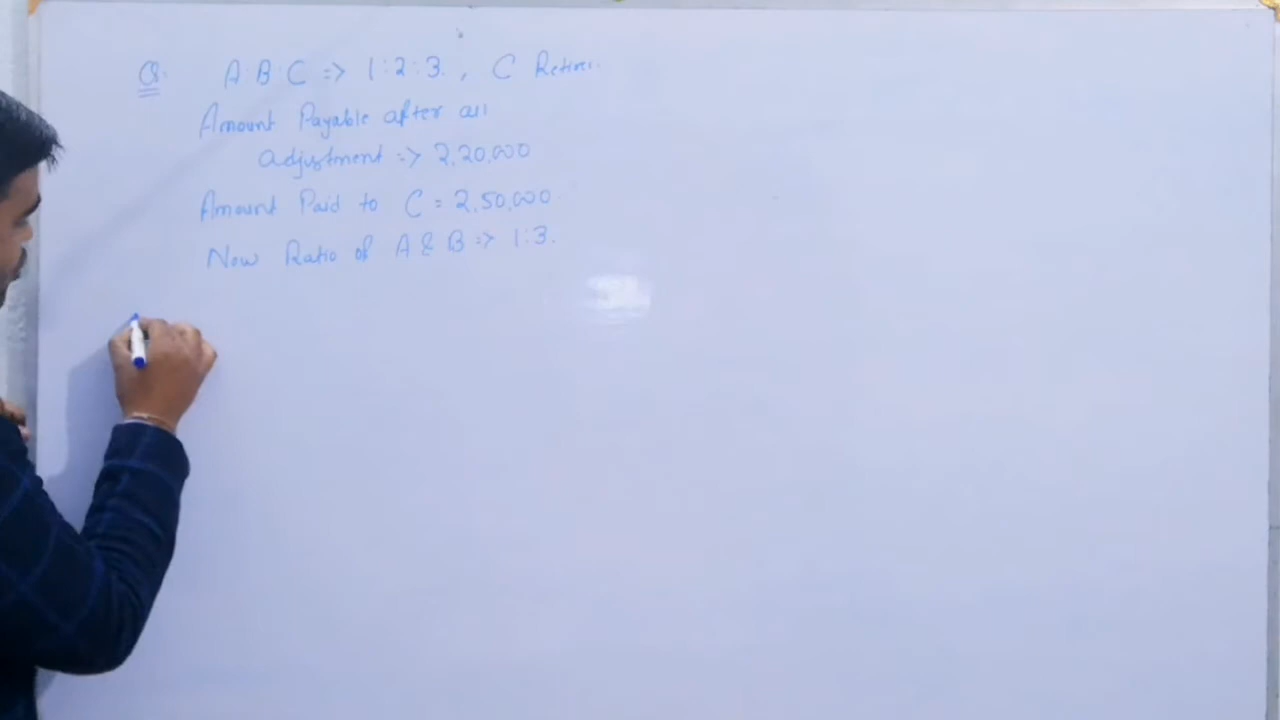 Q. A B C => 1:2:3. , C Retires.
Amount Payable after all
adjustment => 2,20,000
Amount Paid to C = 2,50,000
New Ratio of A & B => 1:3.